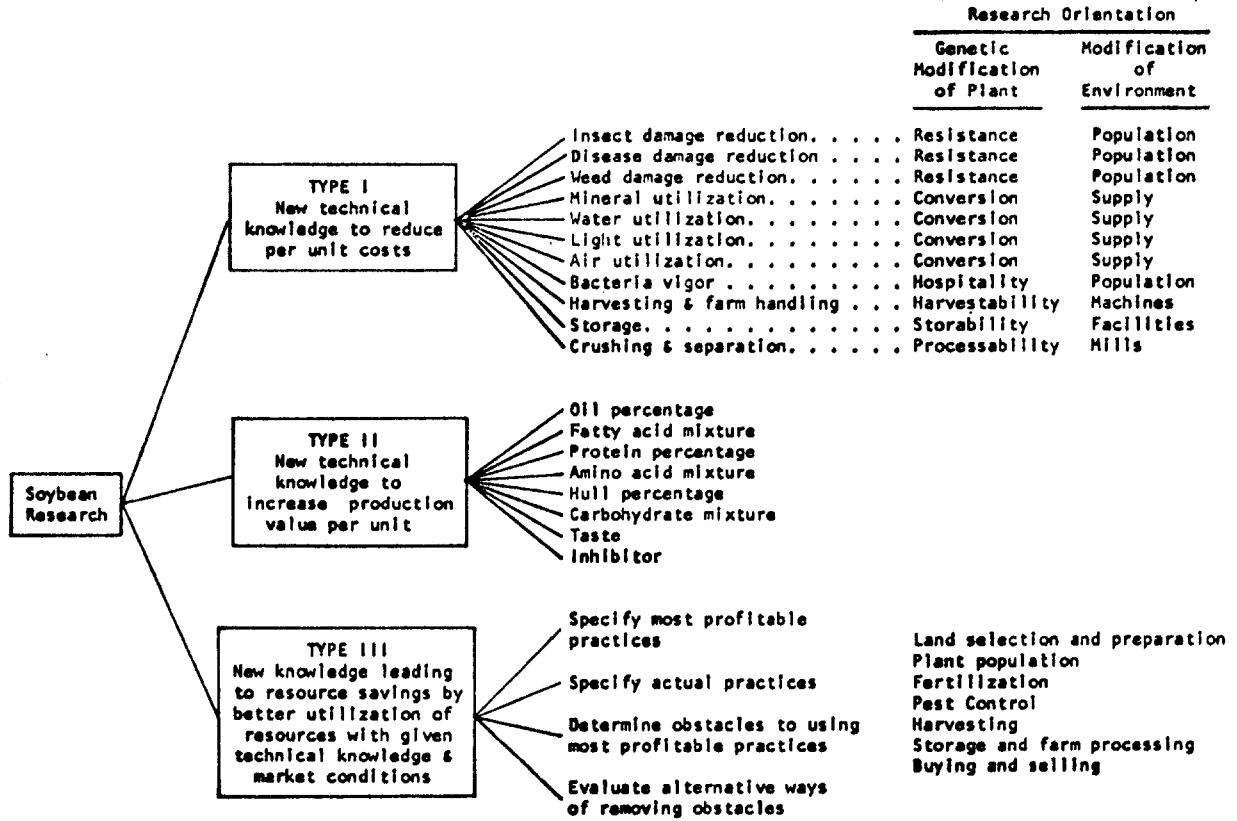 Research Orientation
Genetic Modification
Modification of
of Plant Environment
Insect damage reduction. . . . . . Resistance Population
Disease damage reduction . . . . . Resistance Population
Weed damage reduction. . . . . . . Resistance Population
TYPE I
New technical
knowledge to reduce
per unit costs
Mineral utilization. . . . . . . . Conversion Supply
Water utilization. . . . . . . . . Conversion Supply
Light utilization. . . . . . . . . Conversion Supply
Air utilization. . . . . . . . . . Conversion Supply
Bacteria vigor . . . . . . . . . . Hospitality Population
Harvesting & farm handling . . . Harvestability Machines
Storage. . . . . . . . . . . . . . Storability Facilities
Crushing & separation. . . . . . . Processability Mills
Soybean
Research
TYPE II
New technical
knowledge to
increase production
value per unit
Oil percentage
Fatty acid mixture
Protein percentage
Amino acid mixture
Hull percentage
Carbohydrate mixture
Taste
Inhibitor
TYPE III
New knowledge leading
to resource savings by
better utilization of
resources with given
technical knowledge &
market conditions
Specify most profitable
practices
Specify actual practices
Determine obstacles to using
most profitable practices
Evaluate alternative ways
of removing obstacles
Land selection and preparation
Plant population
Fertilization
Pest Control
Harvesting
Storage and farm processing
Buying and selling